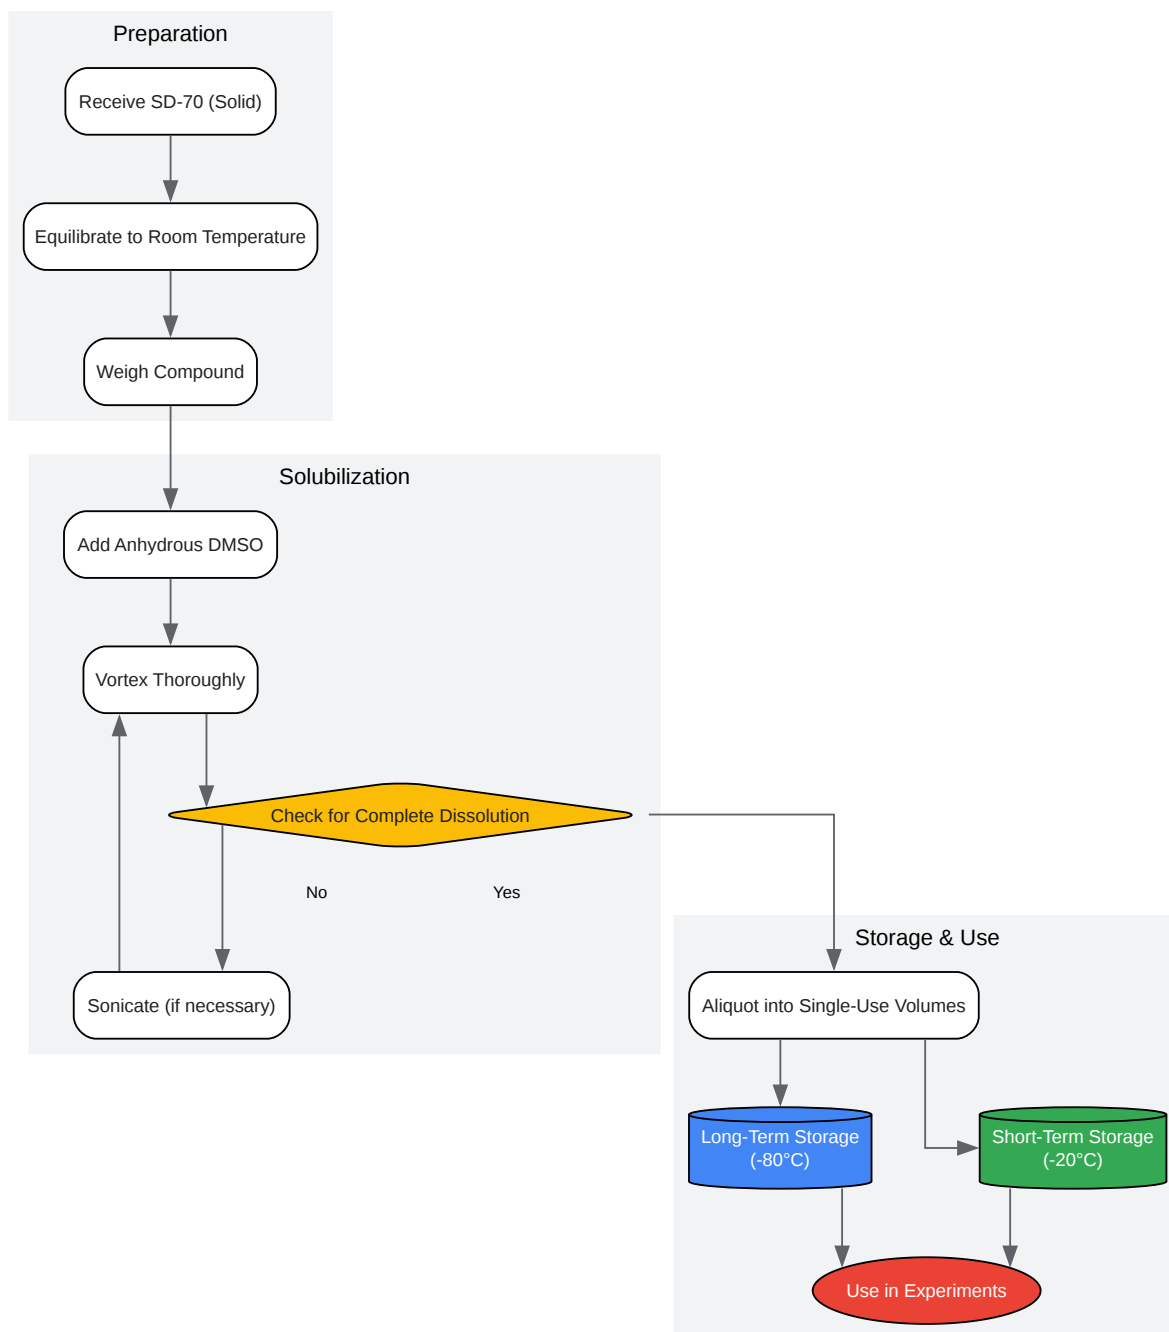 Preparation
Receive SD-70 (Solid)
Equilibrate to Room Temperature
Weigh Compound
Solubilization
Add Anhydrous DMSO
Vortex Thoroughly
Check for Complete Dissolution
No
Yes
Sonicate (if necessary)
Storage & Use
Aliquot into Single-Use Volumes
Long-Term Storage
(-80°C)
Short-Term Storage
(-20°C)
Use in Experiments